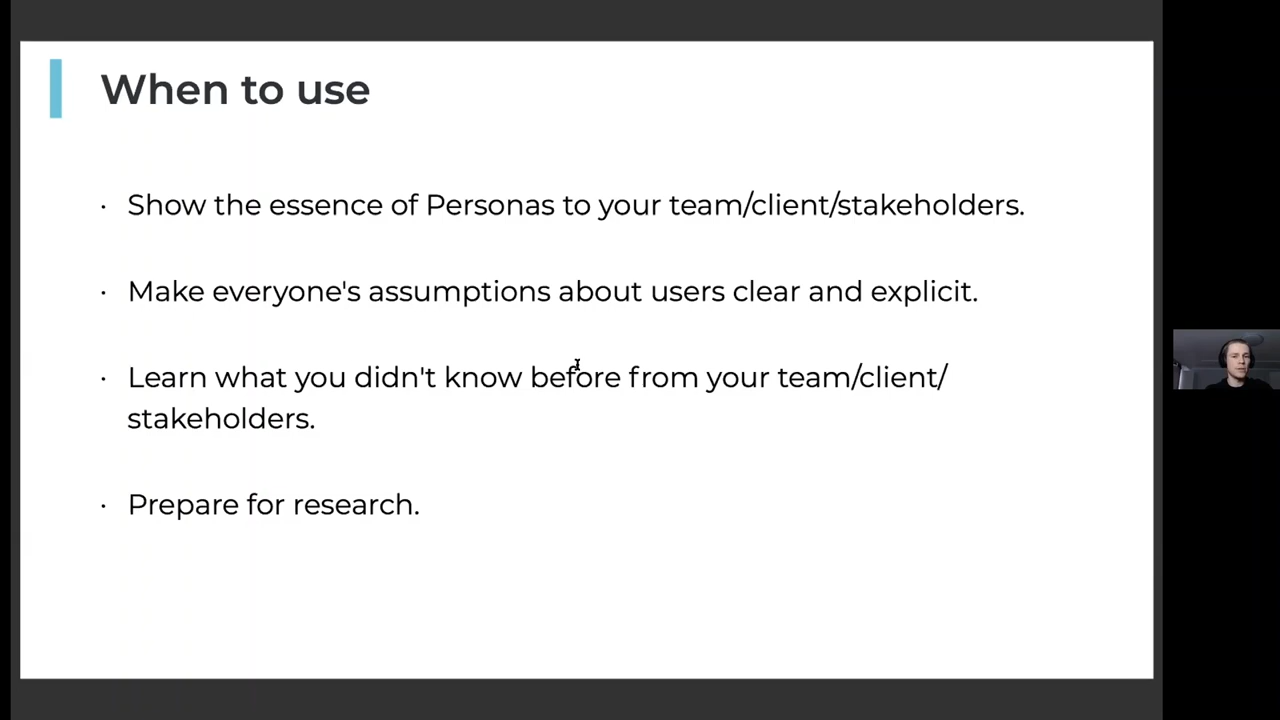 When to use
· Show the essence of Personas to your team/client/stakeholders.
· Make everyone's assumptions about users clear and explicit.
· Learn what you didn't know before from your team/client/
stakeholders.
· Prepare for research.